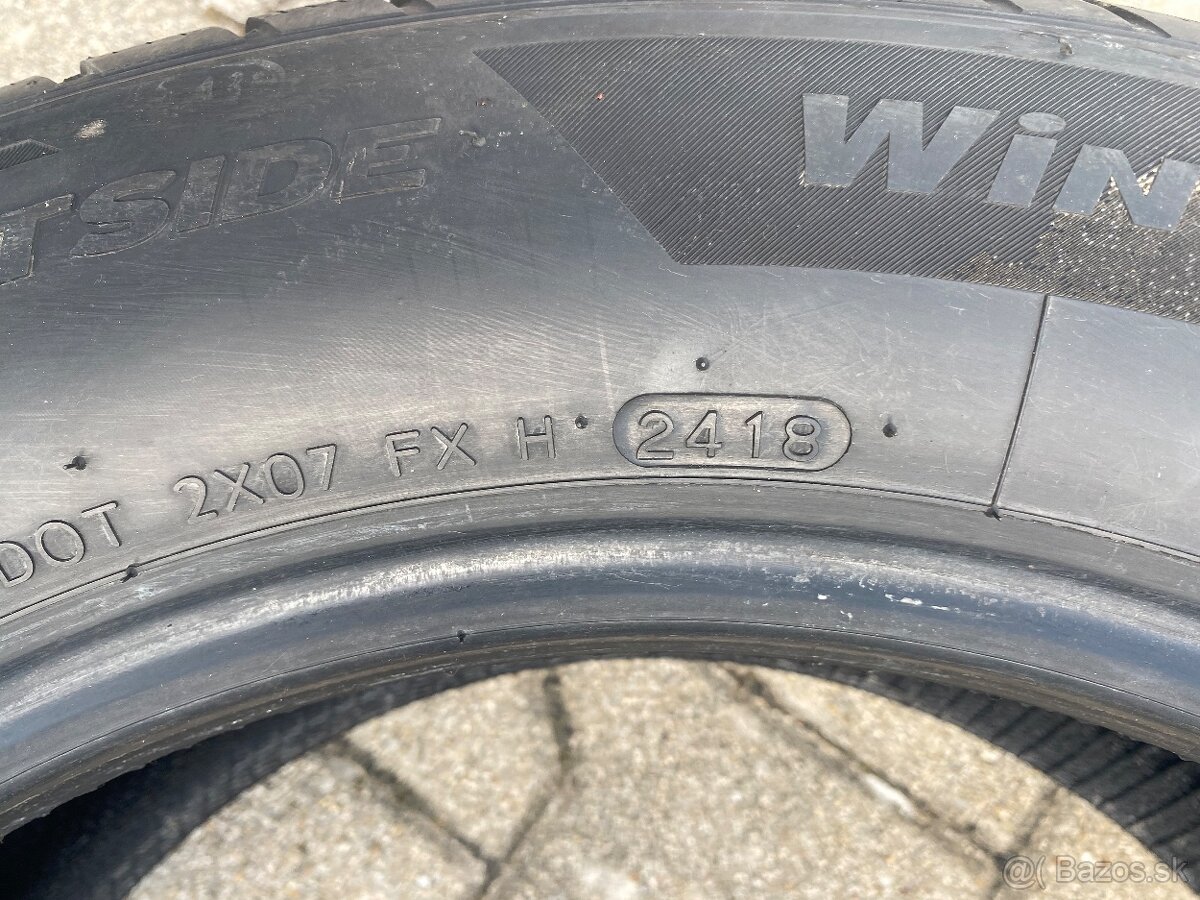 WiN
TSIDE
DOT 2X07 FX H 2418
@( Bazos.sk